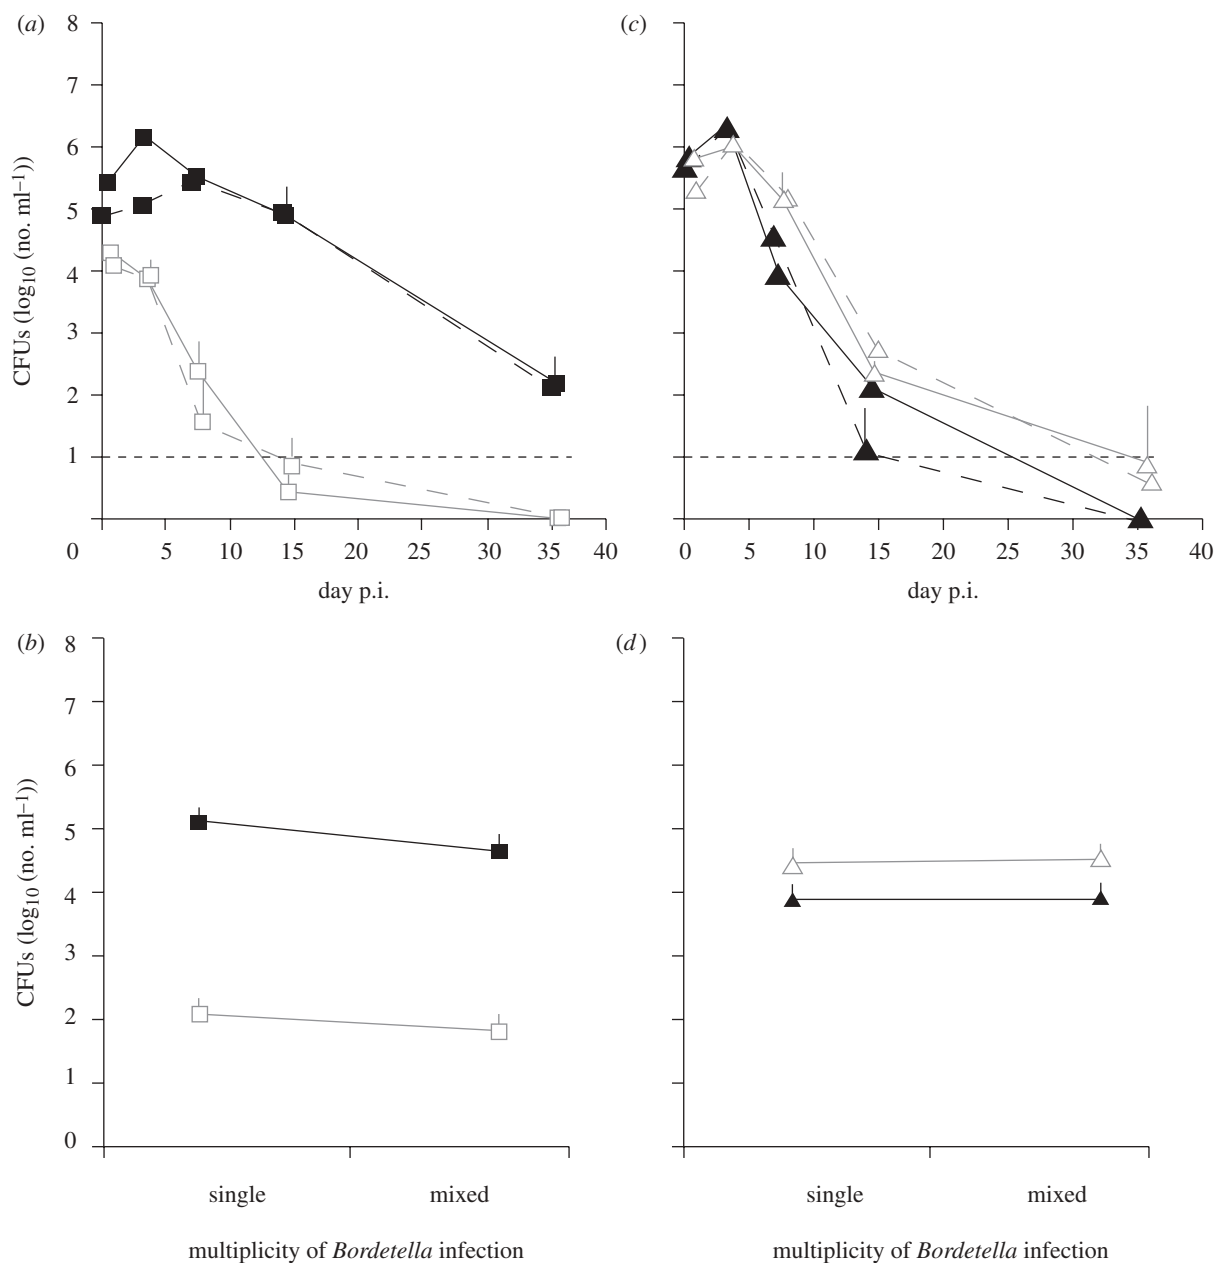 (a)
8
7
6
5
4
3
2
1
0
CFUs (log10 (no. ml−1))
5 10 15 20 25 30 35 40
day p.i.
(c)
0 5 10 15 20 25 30 35 40
day p.i.
(b)
8
7
6
5
4
3
2
1
0
CFUs (log10 (no. ml−1))
single mixed
multiplicity of Bordetella infection
(d)
single mixed
multiplicity of Bordetella infection